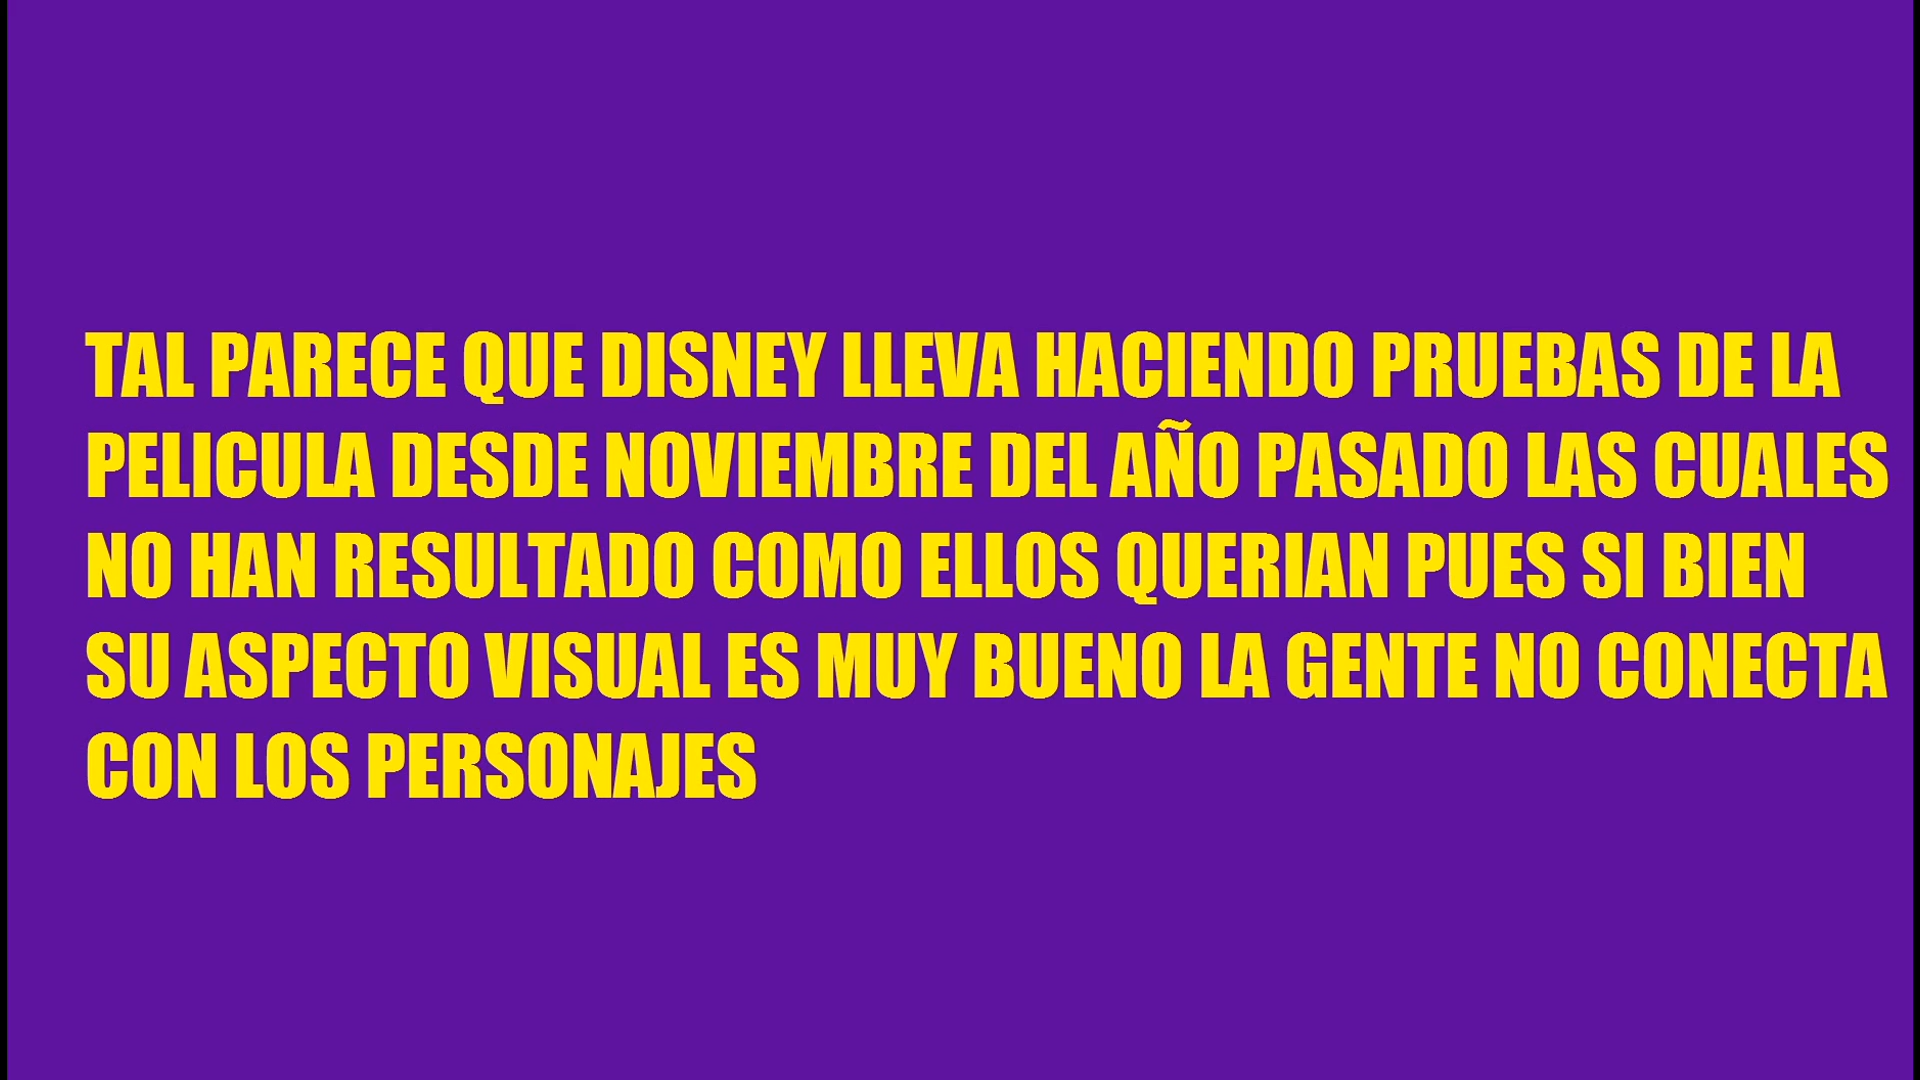 TAL PARECE QUE DISNEY LLEVA HACIENDO PRUEBAS DE LA
PELICULA DESDE NOVIEMBRE DEL AÑO PASADO LAS CUALES
NO HAN RESULTADO COMO ELLOS QUERIAN PUES SI BIEN
SU ASPECTO VISUAL ES MUY BUENO LA GENTE NO CONECTA
CON LOS PERSONAJES